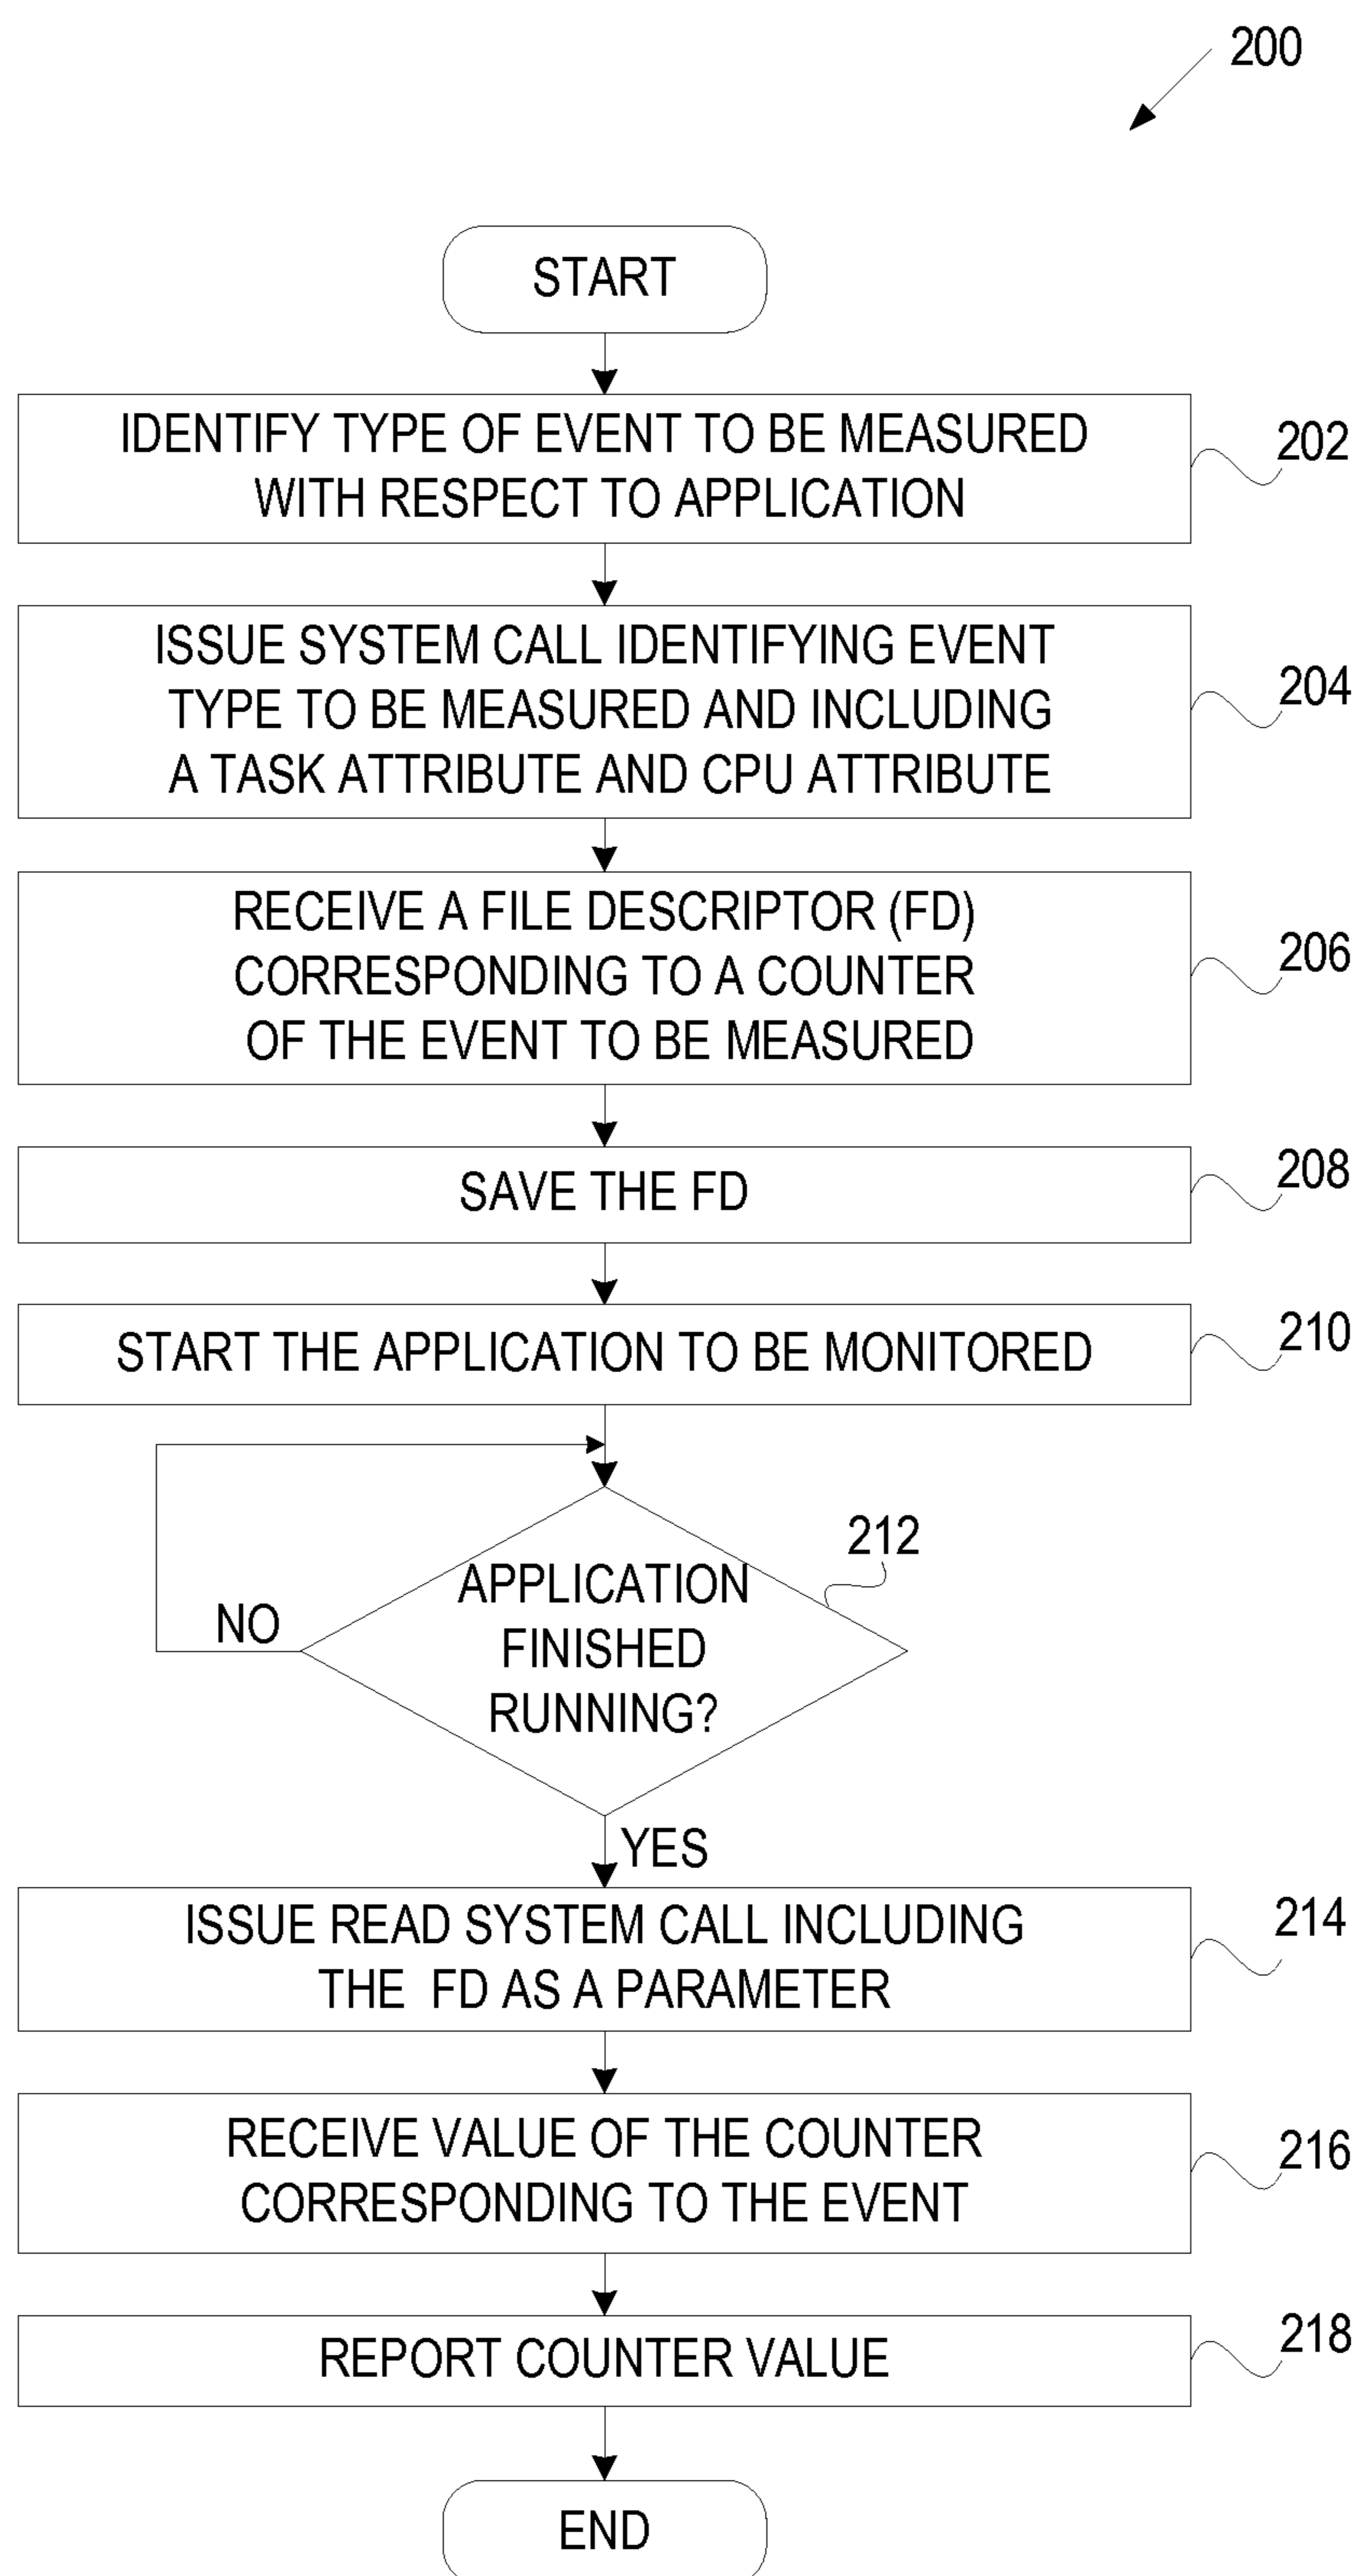 200
START
IDENTIFY TYPE OF EVENT TO BE MEASURED
WITH RESPECT TO APPLICATION
202
ISSUE SYSTEM CALL IDENTIFYING EVENT
TYPE TO BE MEASURED AND INCLUDING
A TASK ATTRIBUTE AND CPU ATTRIBUTE
204
RECEIVE A FILE DESCRIPTOR (FD)
CORRESPONDING TO A COUNTER
OF THE EVENT TO BE MEASURED
206
SAVE THE FD
208
START THE APPLICATION TO BE MONITORED
210
212
APPLICATION
FINISHED
RUNNING?
NO
YES
ISSUE READ SYSTEM CALL INCLUDING
THE FD AS A PARAMETER
214
RECEIVE VALUE OF THE COUNTER
CORRESPONDING TO THE EVENT
216
REPORT COUNTER VALUE
218
END